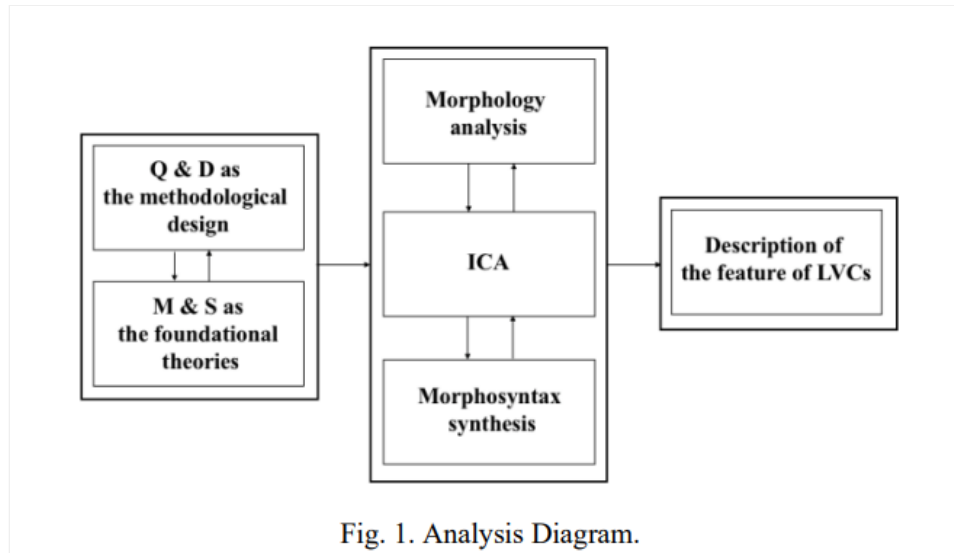 Q & D as
the methodological
design
M & S as
the foundational
theories
Morphology
analysis
ICA
Morphosyntax
synthesis
Description of
the feature of LVCs
Fig. 1. Analysis Diagram.